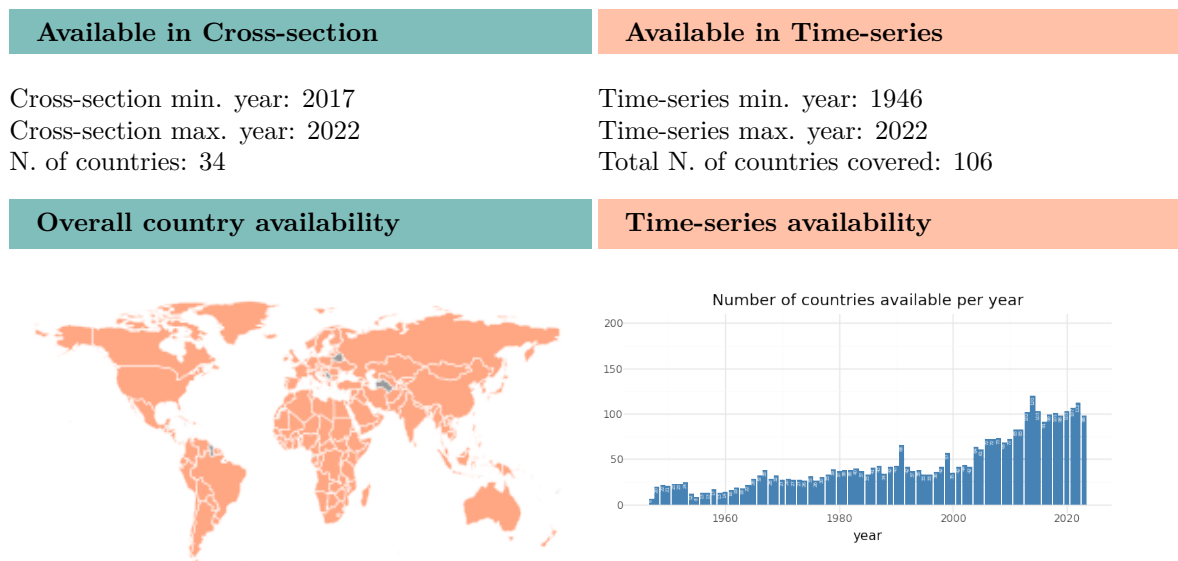 Available in Cross-section
Available in Time-series
Cross-section min. year: 2017
Cross-section max. year: 2022
N. of countries: 34
Time-series min. year: 1946
Time-series max. year: 2022
Total N. of countries covered: 106
Overall country availability
Time-series availability
Number of countries available per year
200
150
100
50
0
1960
1980
2000
2020
year